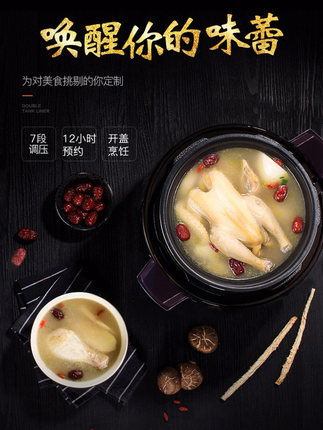 唤醒你的味蕾
为对美食挑剔的你定制
DOUBLE
TANK LINER
7段
调压
12小时
预约
开盖
烹饪